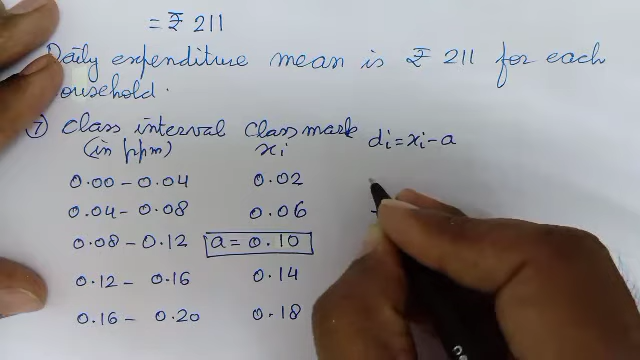 = ₹ 211
Daily expenditure mean is ₹ 211 for each
ousehold.
7 Class interval Class mark di = xi - a
(in ppm) xi
0.00 - 0.04 0.02
0.04 - 0.08 0.06
0.08 - 0.12 a = 0.10
0.12 - 0.16 0.14
0.16 - 0.20 0.18